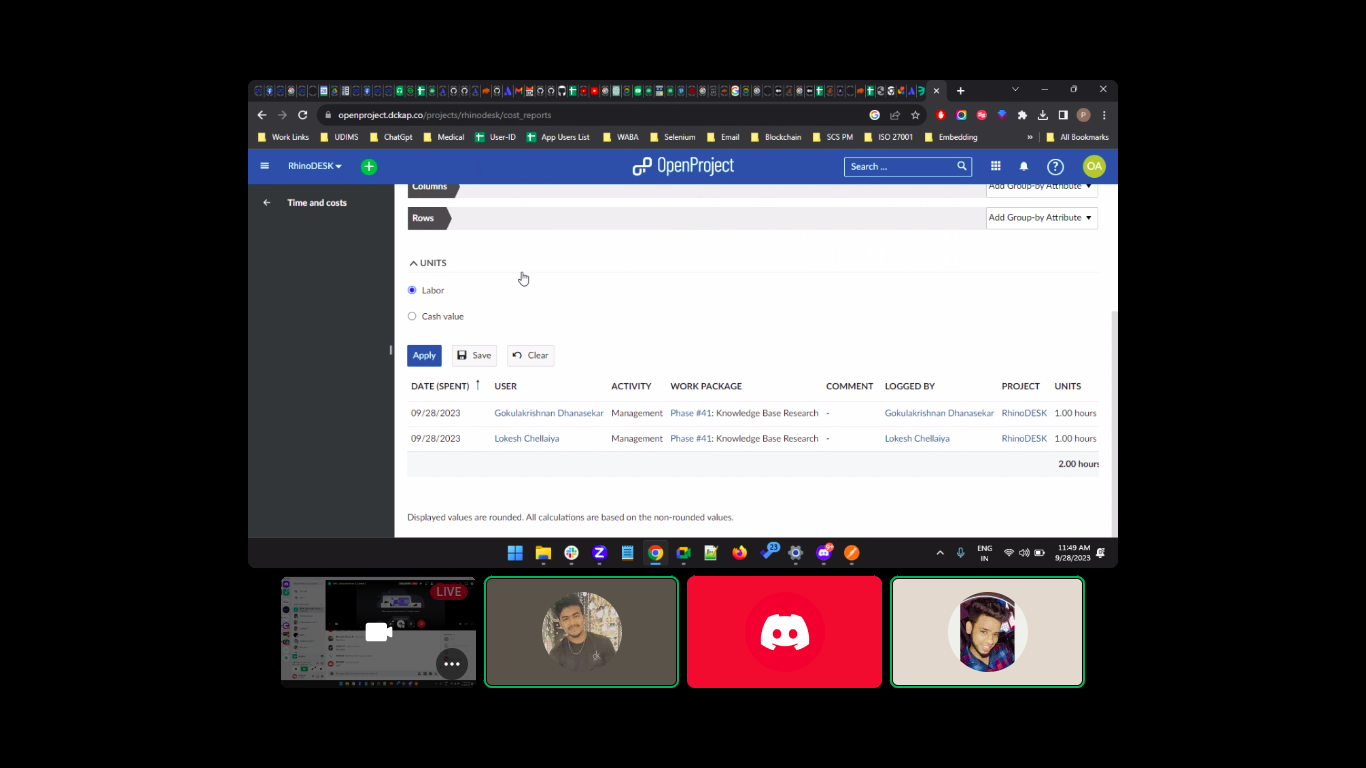 openproject.dckap.co/projects/rhinodesk/cost_reports
Work Links UDIMS ChatGpt Medical User-ID App Users List WABA Selenium Email Blockchain SCS PM ISO 27001 Embedding » All Bookmarks
RhinoDESK OpenProject Search ... OA
Time and costs
Columns Add Group-by Attribute
Rows Add Group-by Attribute
UNITS
Labor
Cash value
Apply Save Clear
DATE (SPENT) USER ACTIVITY WORK PACKAGE COMMENT LOGGED BY PROJECT UNITS
09/28/2023 Gokulakrishnan Dhanasekar Management Phase #41: Knowledge Base Research - Gokulakrishnan Dhanasekar RhinoDESK 1.00 hours
09/28/2023 Lokesh Chellaiya Management Phase #41: Knowledge Base Research - Lokesh Chellaiya RhinoDESK 1.00 hours
2.00 hours
Displayed values are rounded. All calculations are based on the non-rounded values.
23
ENG
IN
11:49 AM
9/28/2023
LIVE